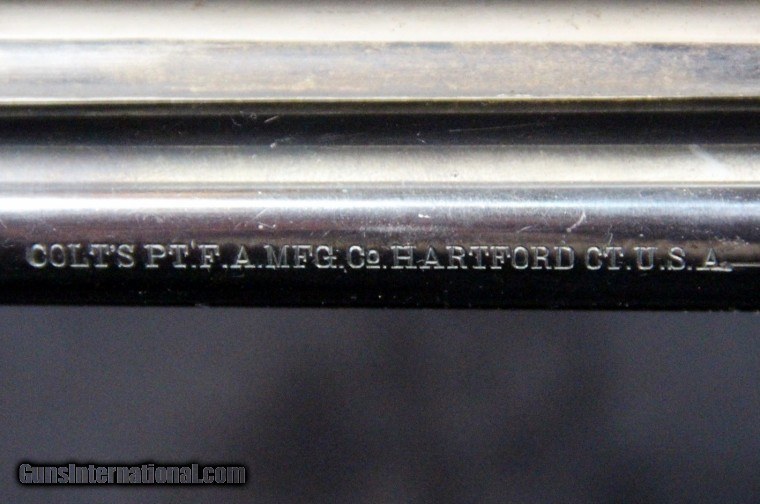 COLT'S PT. F. A. MFG. Co. HARTFORD CT. U.S.A.
GunsInternational.com